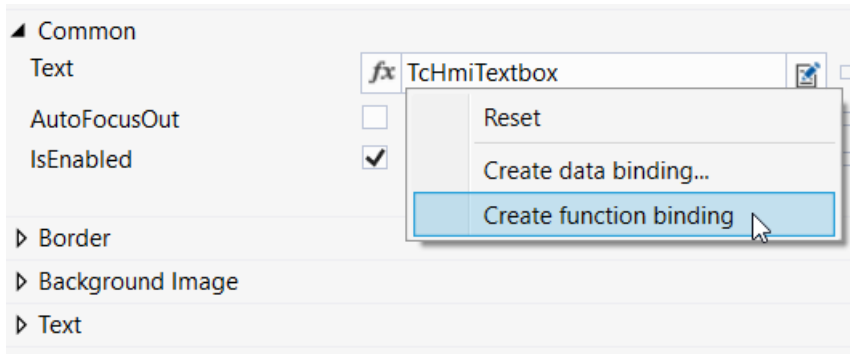 Common
Text
fx TcHmiTextbox
AutoFocusOut
IsEnabled
Reset
Create data binding...
Create function binding
Border
Background Image
Text